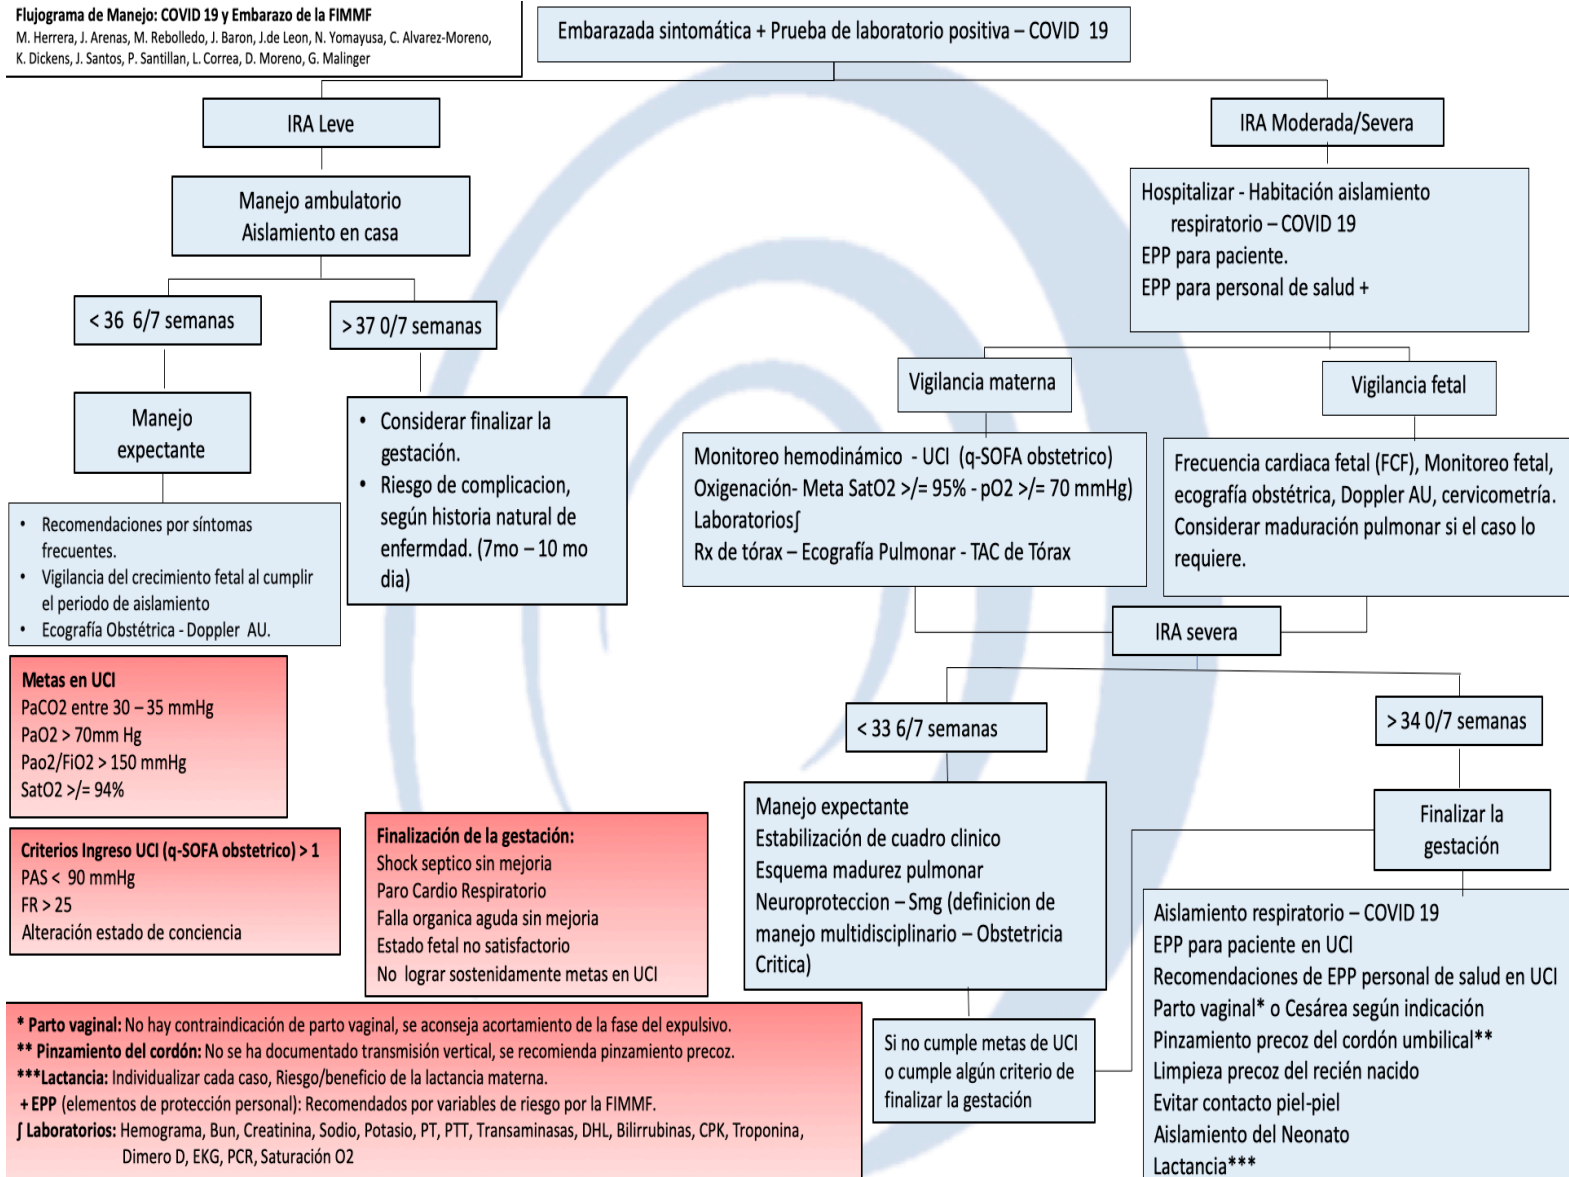 Flujograma de Manejo: COVID 19 y Embarazo de la FIMMF
M. Herrera, J. Arenas, M. Rebolledo, J. Baron, J.de Leon, N. Yomayusa, C. Alvarez-Moreno,
K. Dickens, J. Santos, P. Santillan, L. Correa, D. Moreno, G. Malinger
Embarazada sintomática + Prueba de laboratorio positiva – COVID 19
IRA Leve
IRA Moderada/Severa
Manejo ambulatorio
Aislamiento en casa
Hospitalizar - Habitación aislamiento
respiratorio – COVID 19
EPP para paciente.
EPP para personal de salud +
< 36 6/7 semanas
> 37 0/7 semanas
Manejo
expectante
• Considerar finalizar la
gestación.
• Riesgo de complicacion,
según historia natural de
enfermdad. (7mo – 10 mo
dia)
• Recomendaciones por síntomas
frecuentes.
• Vigilancia del crecimiento fetal al cumplir
el periodo de aislamiento
• Ecografía Obstétrica - Doppler AU.
Vigilancia materna
Vigilancia fetal
Monitoreo hemodinámico - UCI (q-SOFA obstetrico)
Oxigenación- Meta SatO2 >/= 95% - pO2 >/= 70 mmHg)
Laboratorios∫
Rx de tórax – Ecografía Pulmonar - TAC de Tórax
Frecuencia cardiaca fetal (FCF), Monitoreo fetal,
ecografía obstétrica, Doppler AU, cervicometría.
Considerar maduración pulmonar si el caso lo
requiere.
IRA severa
< 33 6/7 semanas
> 34 0/7 semanas
Manejo expectante
Estabilización de cuadro clinico
Esquema madurez pulmonar
Neuroproteccion – Smg (definicion de
manejo multidisciplinario – Obstetricia
Critica)
Finalizar la
gestación
Si no cumple metas de UCI
o cumple algún criterio de
finalizar la gestación
Aislamiento respiratorio – COVID 19
EPP para paciente en UCI
Recomendaciones de EPP personal de salud en UCI
Parto vaginal* o Cesárea según indicación
Pinzamiento precoz del cordón umbilical**
Limpieza precoz del recién nacido
Evitar contacto piel-piel
Aislamiento del Neonato
Lactancia***
Metas en UCI
PaCO2 entre 30 – 35 mmHg
PaO2 > 70mm Hg
Pao2/FiO2 > 150 mmHg
SatO2 >/= 94%
Criterios Ingreso UCI (q-SOFA obstetrico) > 1
PAS < 90 mmHg
FR > 25
Alteración estado de conciencia
Finalización de la gestación:
Shock septico sin mejoria
Paro Cardio Respiratorio
Falla organica aguda sin mejoria
Estado fetal no satisfactorio
No lograr sostenidamente metas en UCI
* Parto vaginal: No hay contraindicación de parto vaginal, se aconseja acortamiento de la fase del expulsivo.
** Pinzamiento del cordón: No se ha documentado transmisión vertical, se recomienda pinzamiento precoz.
***Lactancia: Individualizar cada caso, Riesgo/beneficio de la lactancia materna.
+ EPP (elementos de protección personal): Recomendados por variables de riesgo por la FIMMF.
∫ Laboratorios: Hemograma, Bun, Creatinina, Sodio, Potasio, PT, PTT, Transaminasas, DHL, Bilirrubinas, CPK, Troponina,
Dimero D, EKG, PCR, Saturación O2